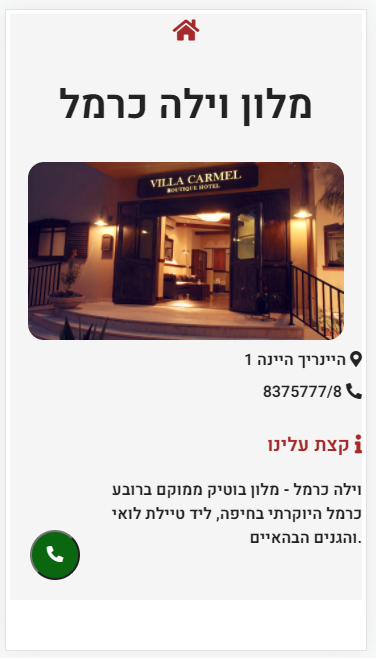 מלון וילה כרמל
VILLA CARMEL
BOUTIQUE HOTEL
היינריך היינה 1
8375777/8
קצת עלינו
וילה כרמל - מלון בוטיק ממוקם ברובע
כרמל היוקרתי בחיפה, ליד טיילת לואי
.והגנים הבהאיים